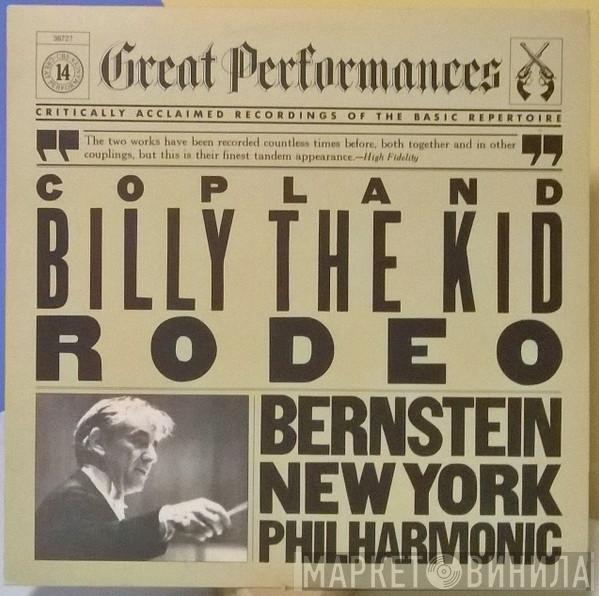 36727
14
Great Performances
CRITICALLY ACCLAIMED RECORDINGS OF THE BASIC REPERTOIRE
"The two works have been recorded countless times before, both together and in other
couplings, but this is their finest tandem appearance.—High Fidelity"
COPLAND
BILLY THE KID
RODEO
BERNSTEIN
NEW YORK
PHILHARMONIC
МАРКЕТ ВИНИЛА